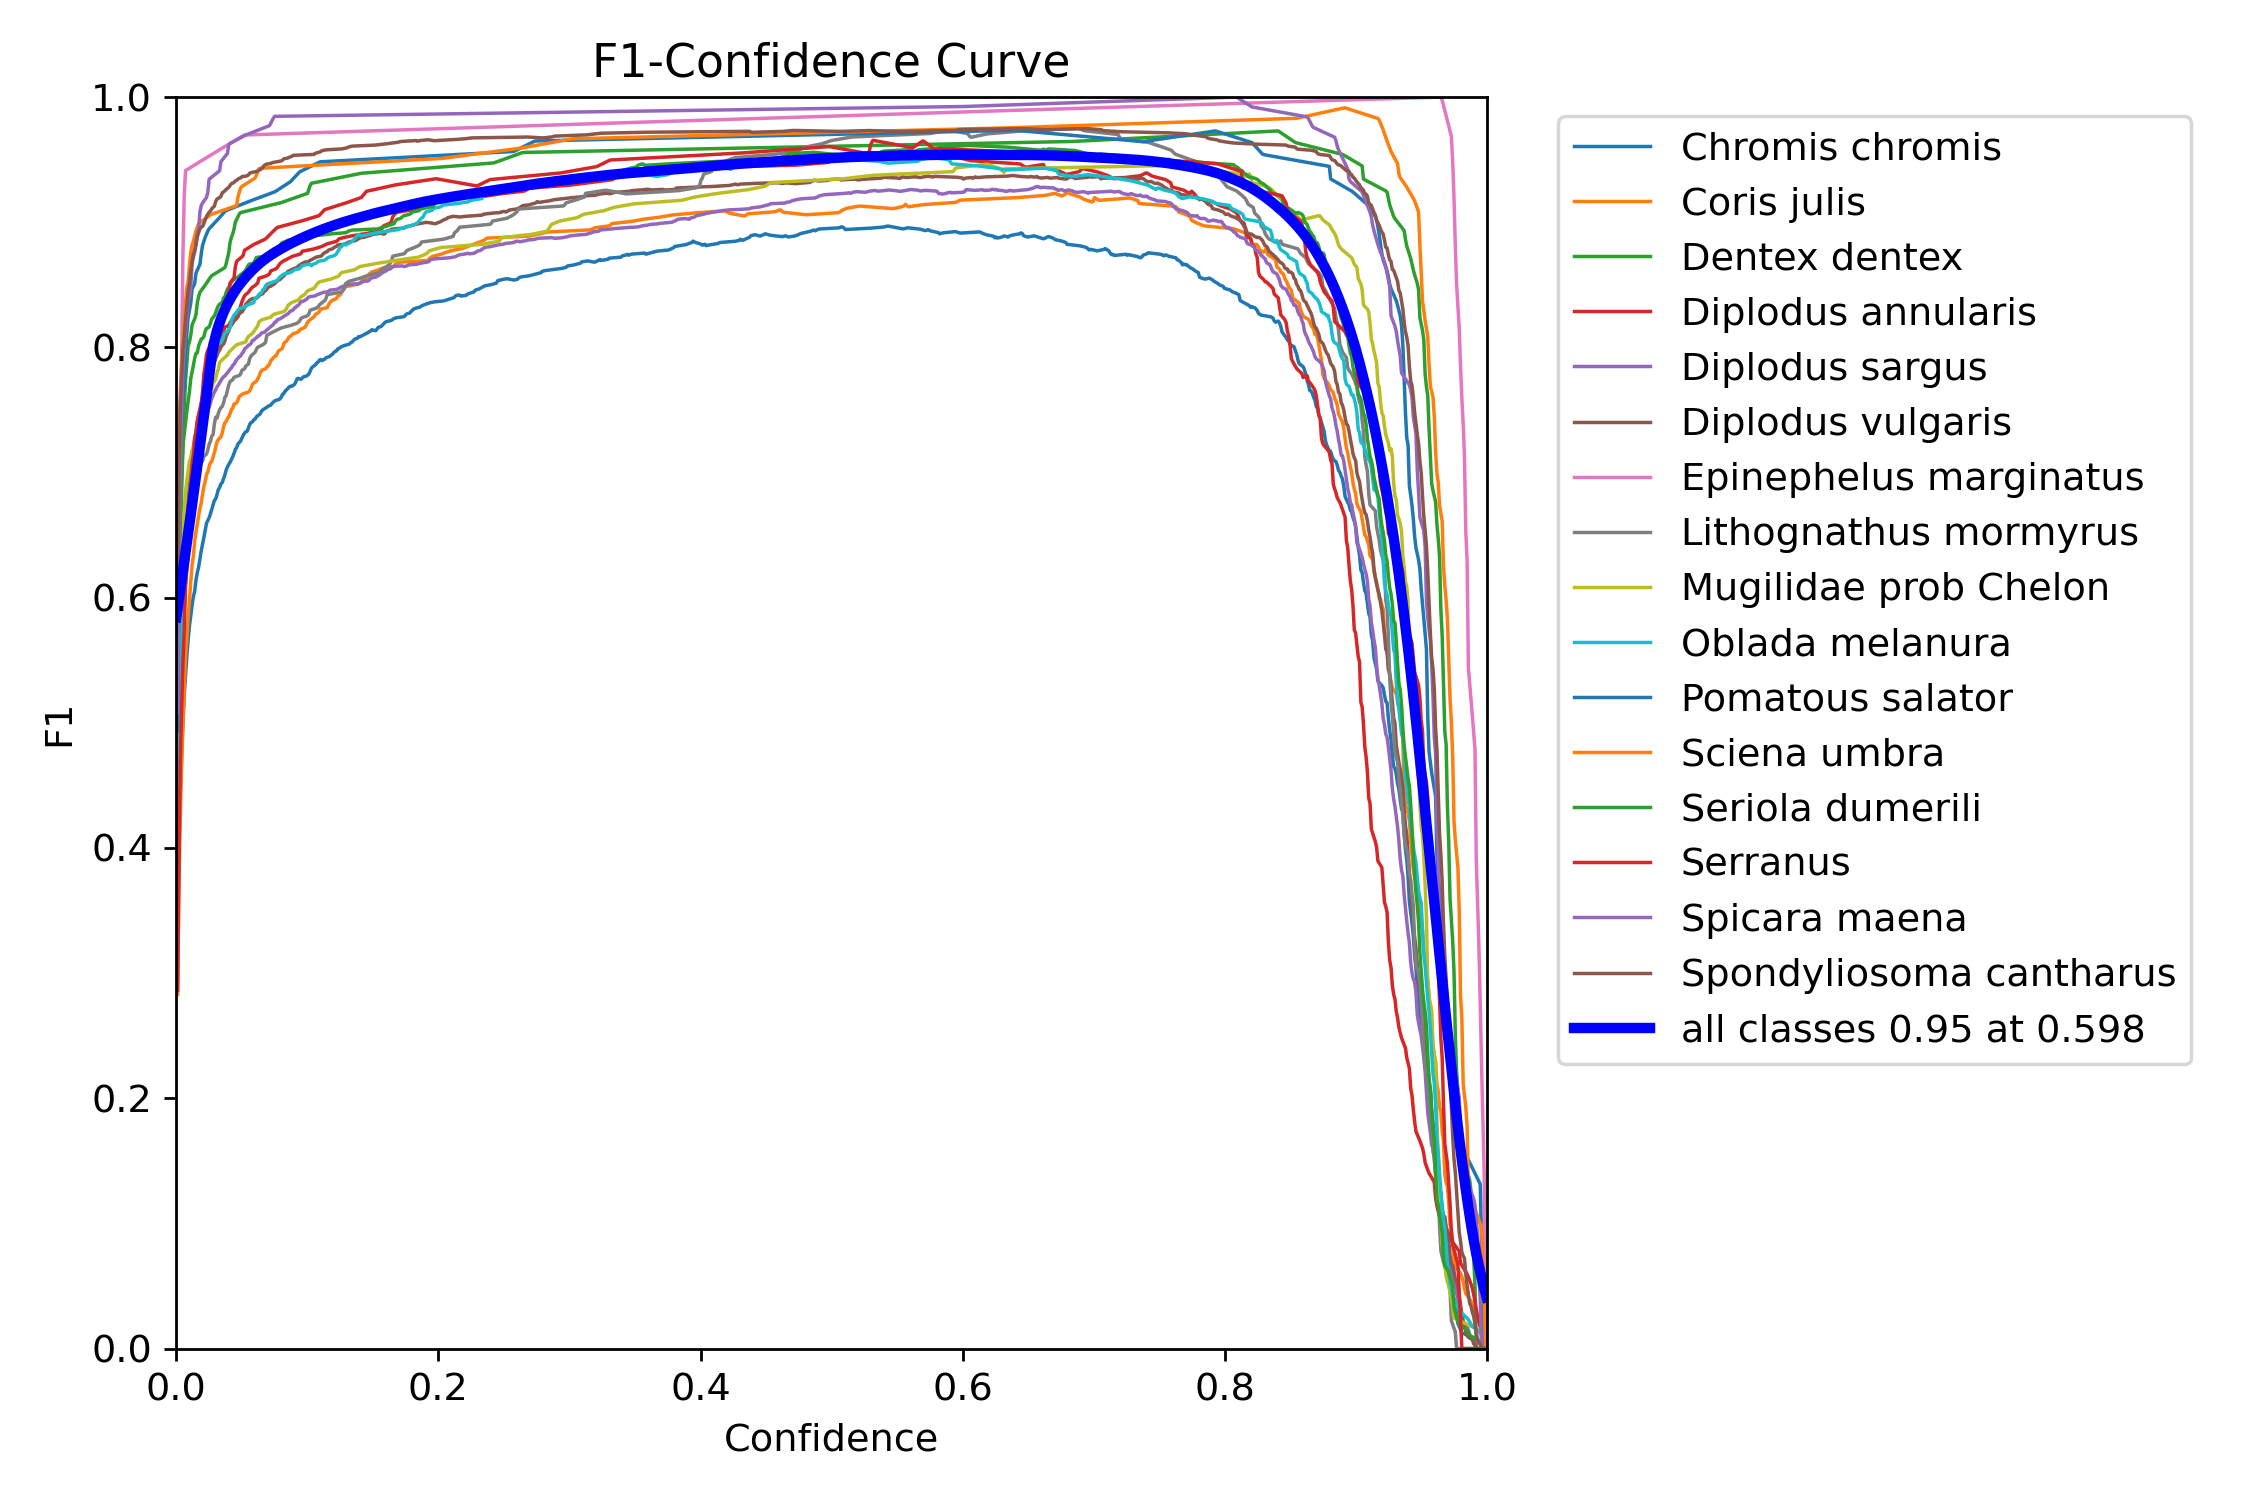 F1-Confidence Curve
1.0
0.8
0.6
0.4
0.2
0.0
F1
0.0 0.2 0.4 0.6 0.8 1.0
Confidence
Chromis chromis
Coris julis
Dentex dentex
Diplodus annularis
Diplodus sargus
Diplodus vulgaris
Epinephelus marginatus
Lithognathus mormyrus
Mugilidae prob Chelon
Oblada melanura
Pomatous salator
Sciena umbra
Seriola dumerili
Serranus
Spicara maena
Spondyliosoma cantharus
all classes 0.95 at 0.598